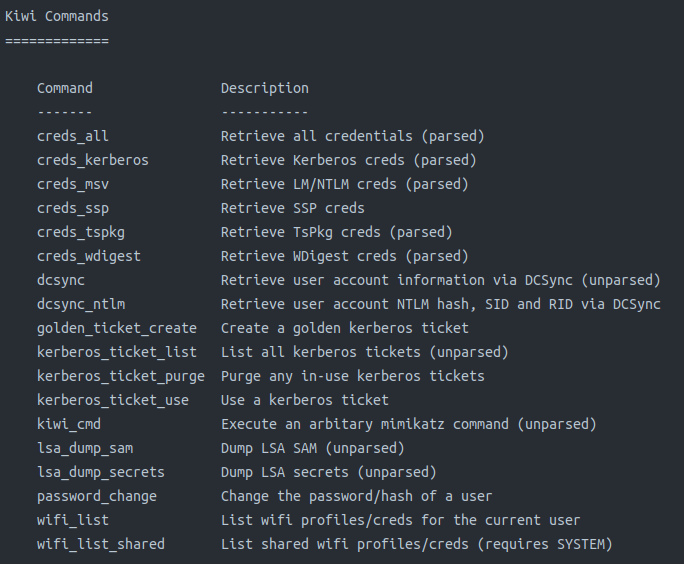 Kiwi Commands
=============
Command Description
------- -----------
creds_all Retrieve all credentials (parsed)
creds_kerberos Retrieve Kerberos creds (parsed)
creds_msv Retrieve LM/NTLM creds (parsed)
creds_ssp Retrieve SSP creds
creds_tspkg Retrieve TsPkg creds (parsed)
creds_wdigest Retrieve WDigest creds (parsed)
dcsync Retrieve user account information via DCSync (unparsed)
dcsync_ntlm Retrieve user account NTLM hash, SID and RID via DCSync
golden_ticket_create Create a golden kerberos ticket
kerberos_ticket_list List all kerberos tickets (unparsed)
kerberos_ticket_purge Purge any in-use kerberos tickets
kerberos_ticket_use Use a kerberos ticket
kiwi_cmd Execute an arbitary mimikatz command (unparsed)
lsa_dump_sam Dump LSA SAM (unparsed)
lsa_dump_secrets Dump LSA secrets (unparsed)
password_change Change the password/hash of a user
wifi_list List wifi profiles/creds for the current user
wifi_list_shared List shared wifi profiles/creds (requires SYSTEM)